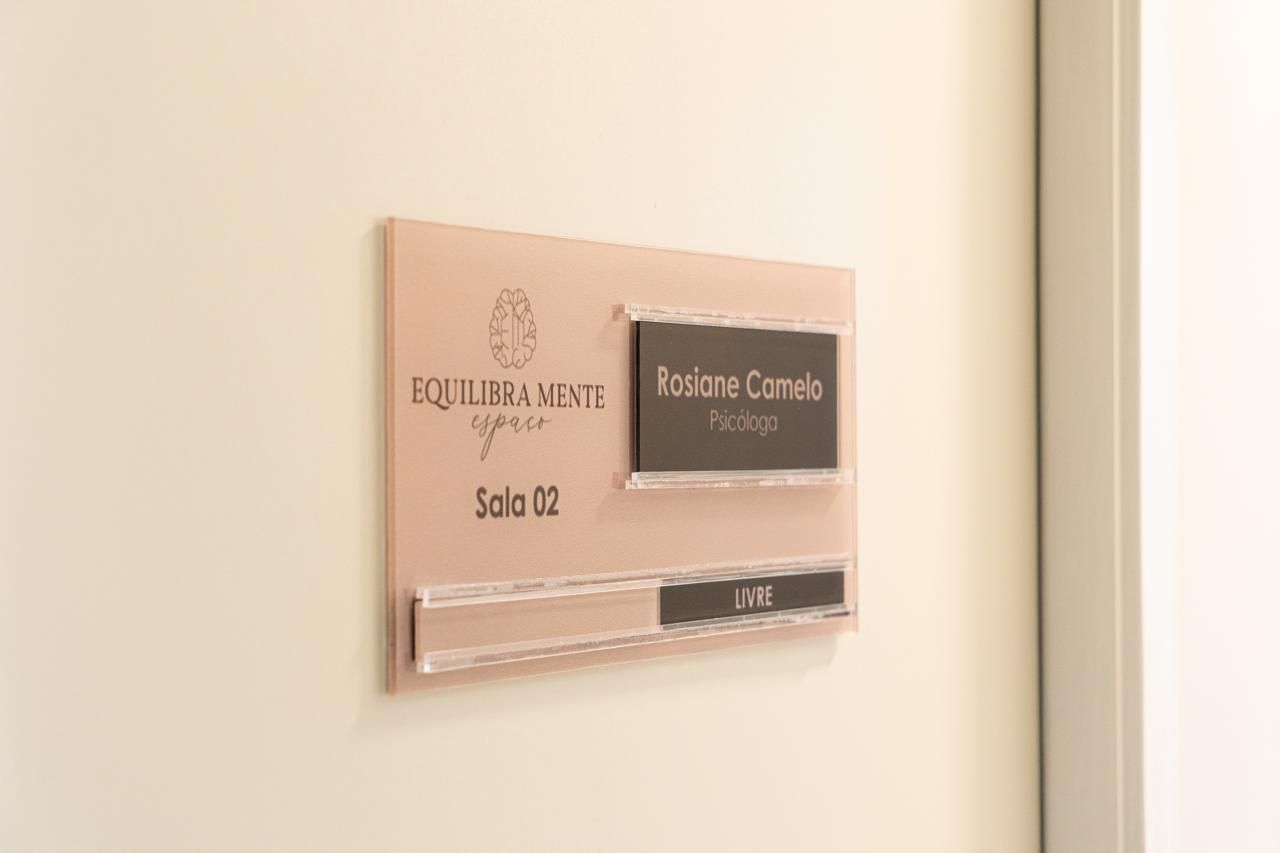 EQUILIBRA MENTE
espaço
Sala 02
Rosiane Camelo
Psicóloga
LIVRE